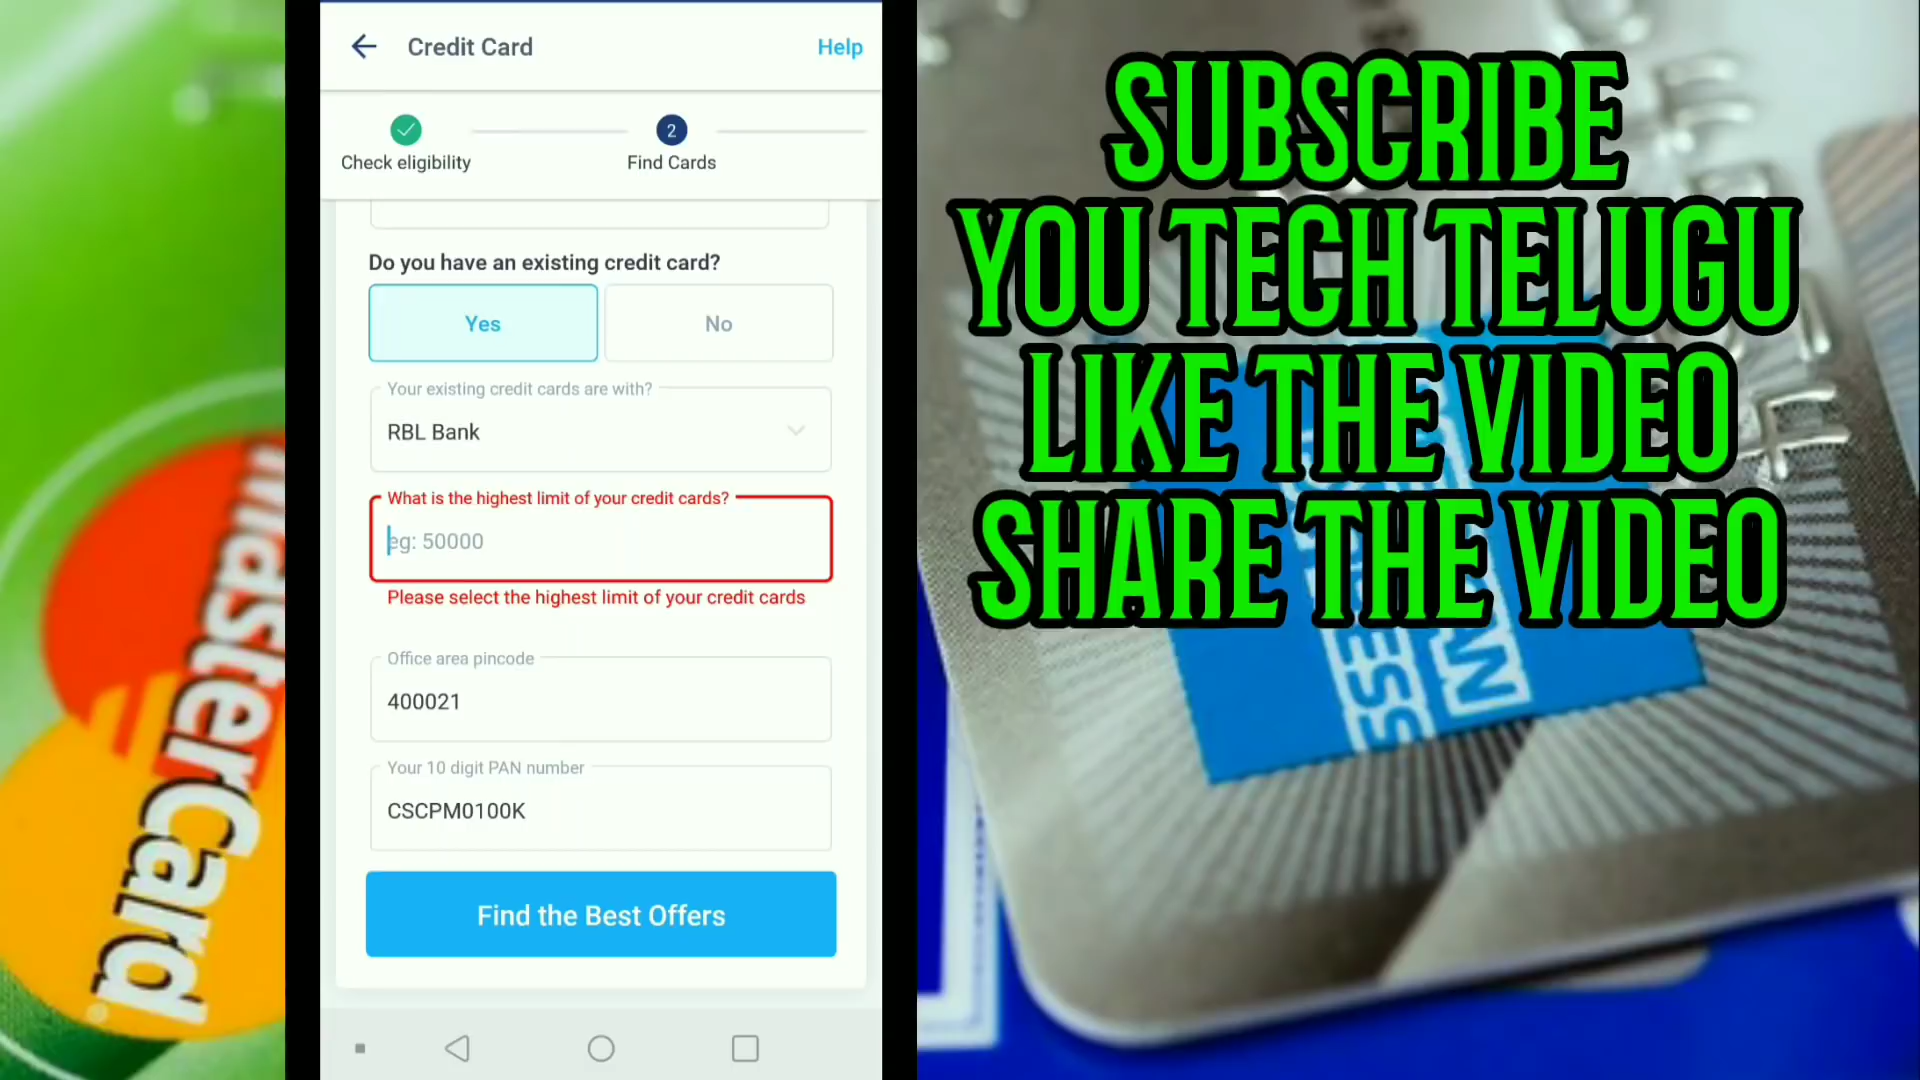 Credit Card
Help
2
Check eligibility
Find Cards
Do you have an existing credit card?
Yes
No
Your existing credit cards are with?
RBL Bank
What is the highest limit of your credit cards?
eg: 50000
Please select the highest limit of your credit cards
Office area pincode
400021
Your 10 digit PAN number
CSCPM0100K
Find the Best Offers
SUBSCRIBE
YOU TECH TELUGU
LIKE THE VIDEO
SHARE THE VIDEO
MasterCard